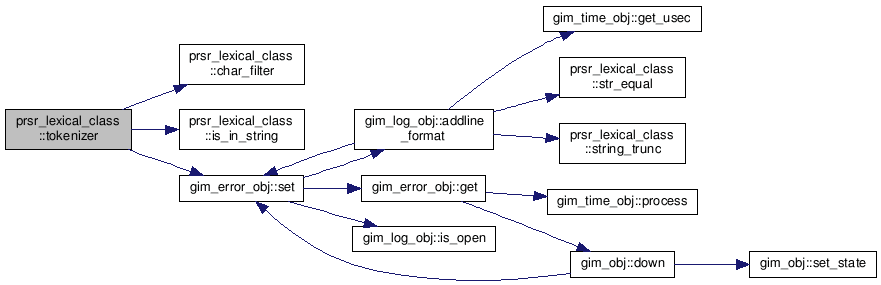 prsr_lexical_class
::tokenizer
prsr_lexical_class
::char_filter
prsr_lexical_class
::is_in_string
gim_error_obj::set
gim_log_obj::addline
_format
gim_error_obj::get
gim_log_obj::is_open
gim_time_obj::get_usec
prsr_lexical_class
::str_equal
prsr_lexical_class
::string_trunc
gim_time_obj::process
gim_obj::down
gim_obj::set_state